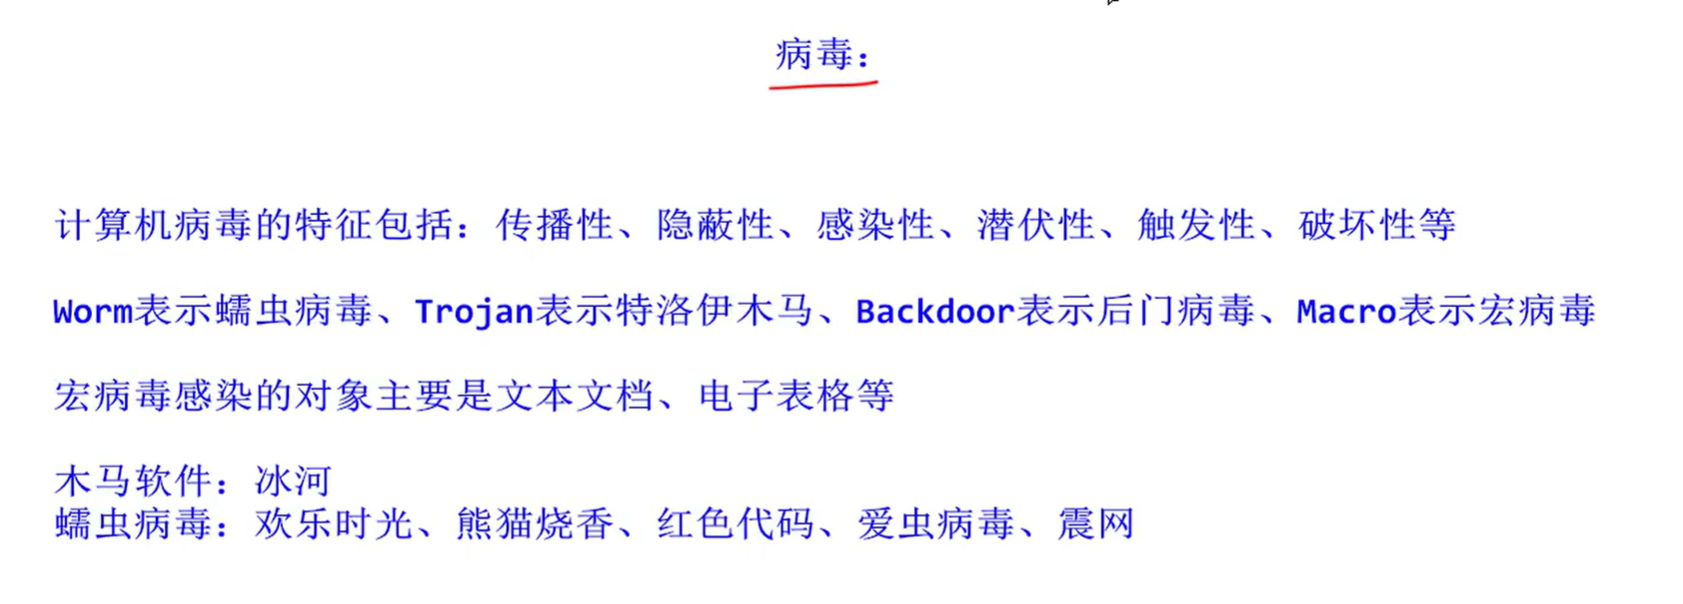 病毒：
计算机病毒的特征包括：传播性、隐蔽性、感染性、潜伏性、触发性、破坏性等
Worm表示蠕虫病毒、Trojan表示特洛伊木马、Backdoor表示后门病毒、Macro表示宏病毒
宏病毒感染的对象主要是文本文档、电子表格等
木马软件：冰河
蠕虫病毒：欢乐时光、熊猫烧香、红色代码、爱虫病毒、震网